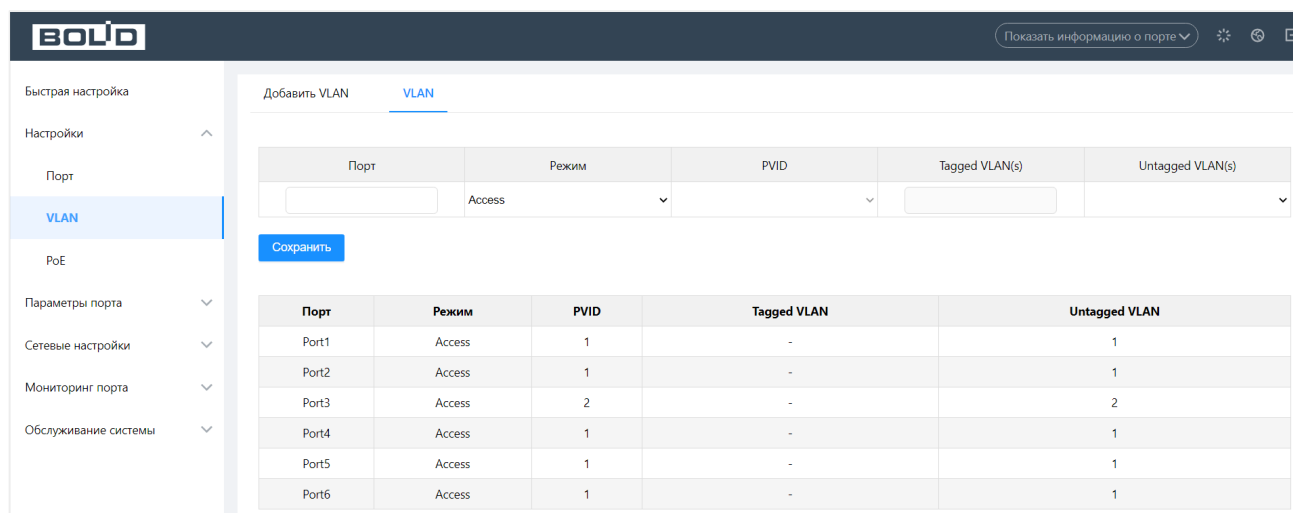 BOLID
Показать информацию о порте
Быстрая настройка
Настройки
Порт
VLAN
PoE
Параметры порта
Сетевые настройки
Мониторинг порта
Обслуживание системы
Добавить VLAN VLAN
Порт Режим PVID Tagged VLAN(s) Untagged VLAN(s)
Access
Сохранить
Порт Режим PVID Tagged VLAN Untagged VLAN
Port1 Access 1 - 1
Port2 Access 1 - 1
Port3 Access 2 - 2
Port4 Access 1 - 1
Port5 Access 1 - 1
Port6 Access 1 - 1